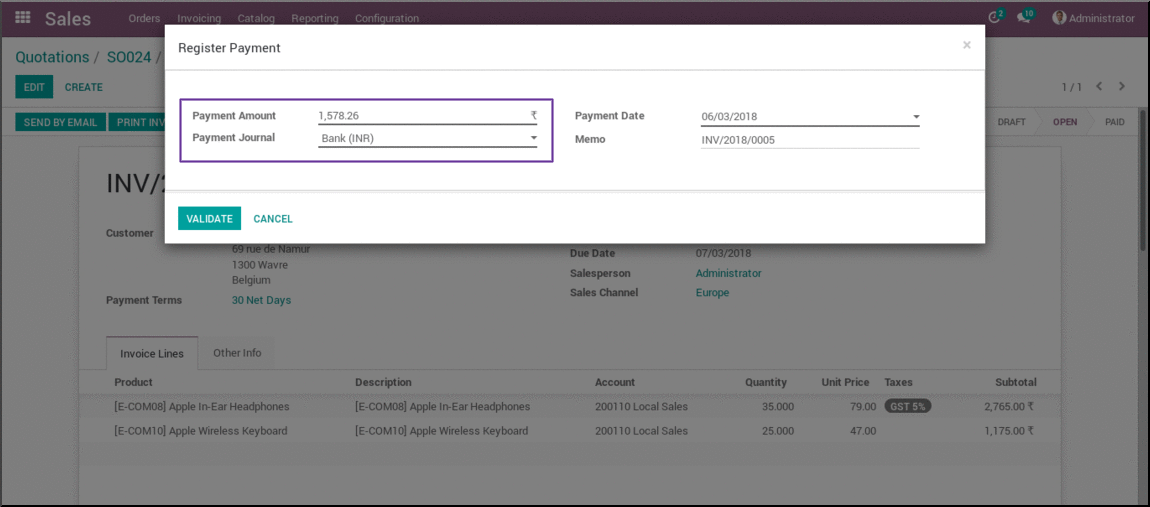 Sales Orders Invoicing Catalog Reporting Configuration 2 10 Administrator
Register Payment ×
Quotations / SO024 /
EDIT CREATE 1 / 1
Payment Amount 1,578.26 ₹ Payment Date 06/03/2018
SEND BY EMAIL PRINT INV DRAFT OPEN PAID
Payment Journal Bank (INR) Memo INV/2018/0005
INV/
VALIDATE CANCEL
Customer
69 rue de Namur Due Date 07/03/2018
1300 Wavre
Salesperson Administrator
Belgium
Sales Channel Europe
Payment Terms 30 Net Days
Invoice Lines Other Info
Product Description Account Quantity Unit Price Taxes Subtotal
[E-COM08] Apple In-Ear Headphones [E-COM08] Apple In-Ear Headphones 200110 Local Sales 35.000 79.00 GST 5% 2,765.00 ₹
[E-COM10] Apple Wireless Keyboard [E-COM10] Apple Wireless Keyboard 200110 Local Sales 25.000 47.00 1,175.00 ₹